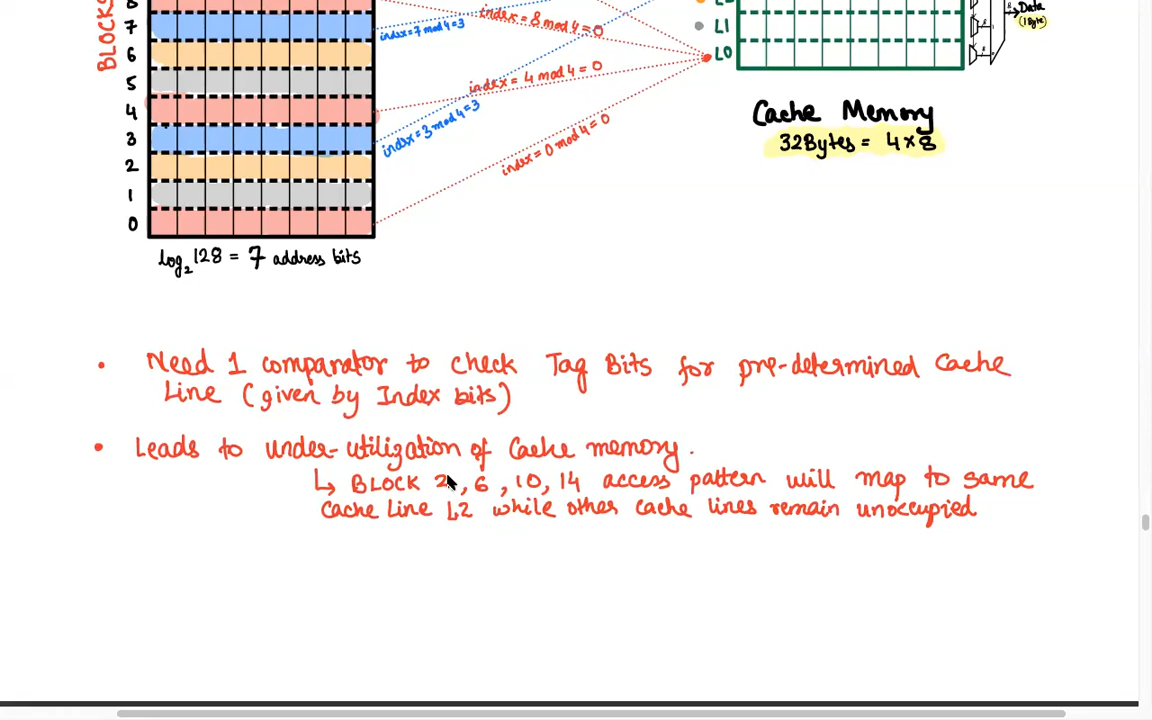 BLOCKS
8
7
6
5
4
3
2
1
0
index = 7 mod 4 = 3
index = 8 mod 4 = 0
index = 4 mod 4 = 0
index = 3 mod 4 = 3
index = 0 mod 4 = 0
L1
L0
Data
(1 Byte)
Cache Memory
32Bytes = 4 x 8
log2 128 = 7 address bits
• Need 1 comparator to check Tag Bits for pre-determined Cache
Line (given by Index bits)
• Leads to under-utilization of Cache memory.
↳ BLOCK 2, 6, 10, 14 access pattern will map to same
Cache Line L2 while other cache lines remain unoccupied